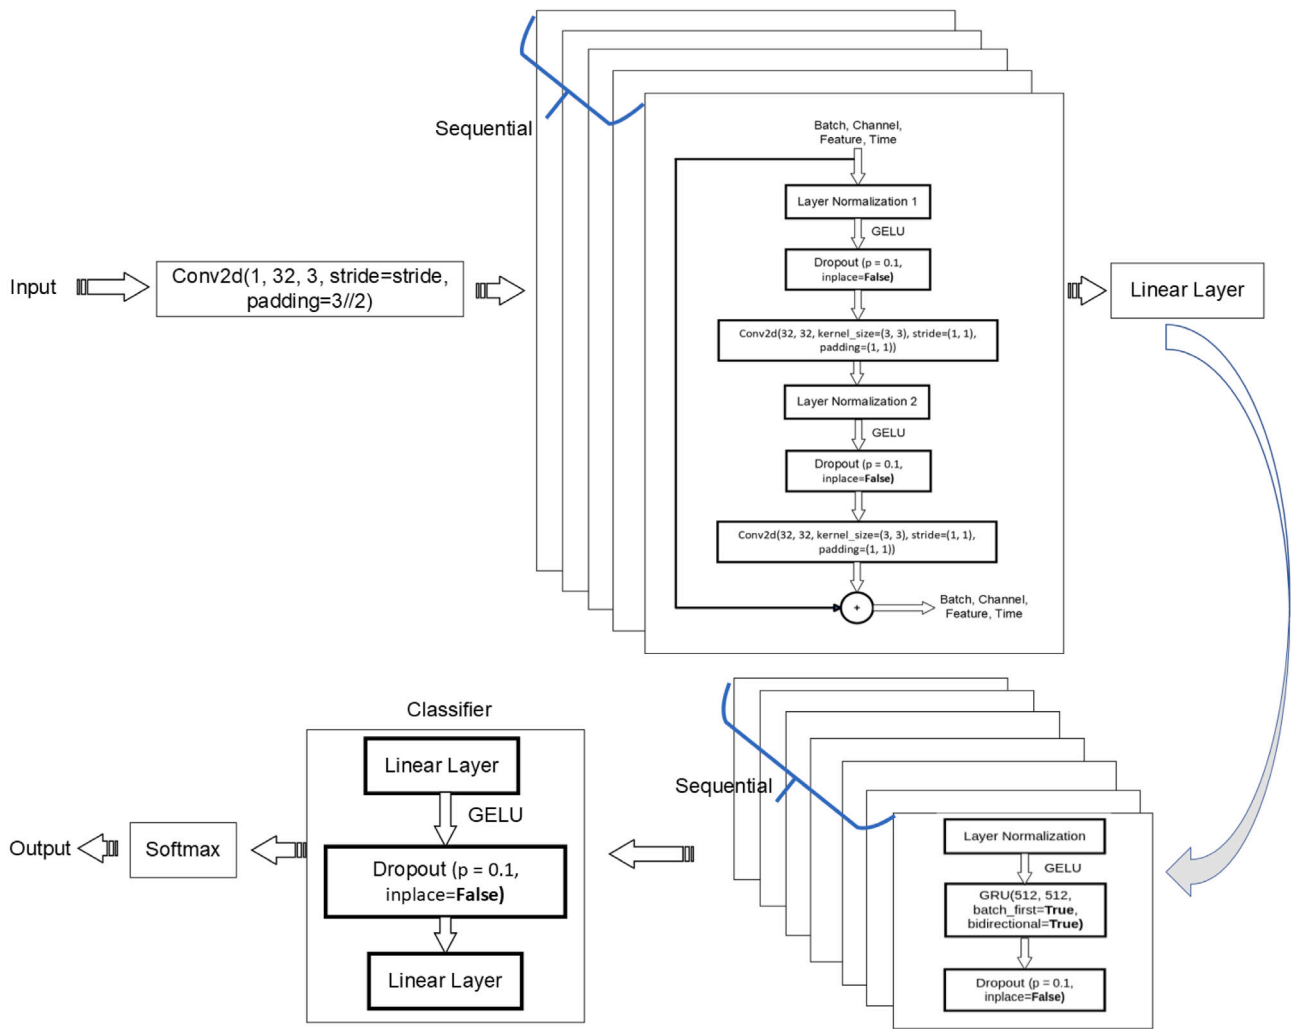 Sequential
Batch, Channel,
Feature, Time
Layer Normalization 1
GELU
Dropout (p = 0.1,
inplace=False)
Conv2d(32, 32, kernel_size=(3, 3), stride=(1, 1),
padding=(1, 1))
Layer Normalization 2
GELU
Dropout (p = 0.1,
inplace=False)
Conv2d(32, 32, kernel_size=(3, 3), stride=(1, 1),
padding=(1, 1))
+
Batch, Channel,
Feature, Time
Input
Conv2d(1, 32, 3, stride=stride,
padding=3//2)
Linear Layer
Sequential
Layer Normalization
GELU
GRU(512, 512,
batch_first=True,
bidirectional=True)
Dropout (p = 0.1,
inplace=False)
Classifier
Linear Layer
GELU
Dropout (p = 0.1,
inplace=False)
Linear Layer
Softmax
Output